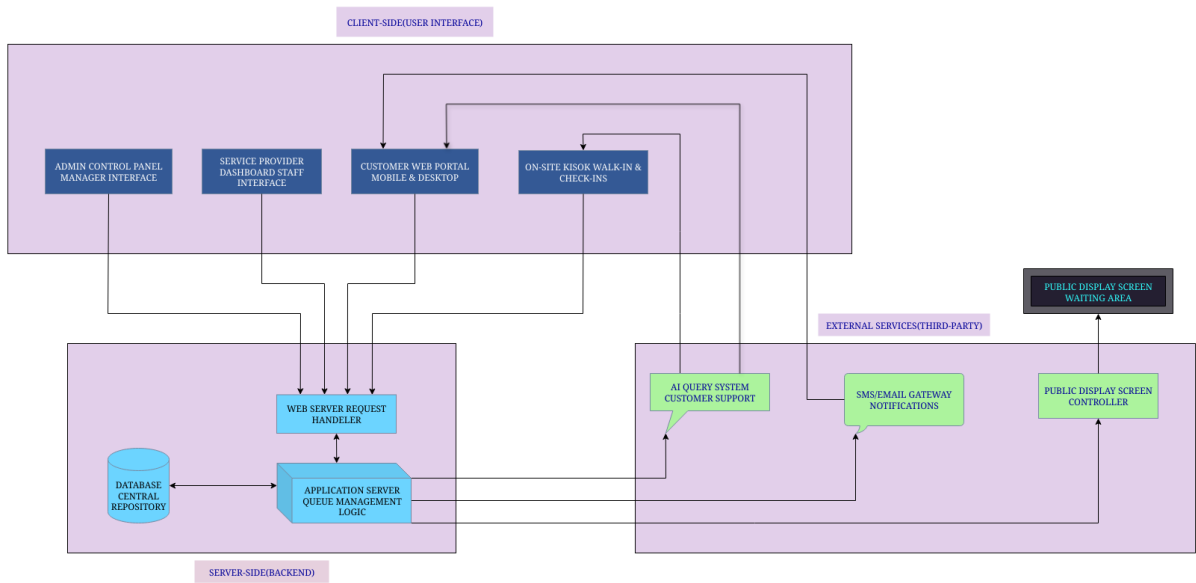 CLIENT-SIDE(USER INTERFACE)
ADMIN CONTROL PANEL
MANAGER INTERFACE
SERVICE PROVIDER
DASHBOARD STAFF
INTERFACE
CUSTOMER WEB PORTAL
MOBILE & DESKTOP
ON-SITE KISOK WALK-IN &
CHECK-INS
PUBLIC DISPLAY SCREEN
WAITING AREA
EXTERNAL SERVICES(THIRD-PARTY)
AI QUERY SYSTEM
CUSTOMER SUPPORT
SMS/EMAIL GATEWAY
NOTIFICATIONS
PUBLIC DISPLAY SCREEN
CONTROLLER
WEB SERVER REQUEST
HANDELER
DATABASE
CENTRAL
REPOSITORY
APPLICATION SERVER
QUEUE MANAGEMENT
LOGIC
SERVER-SIDE(BACKEND)